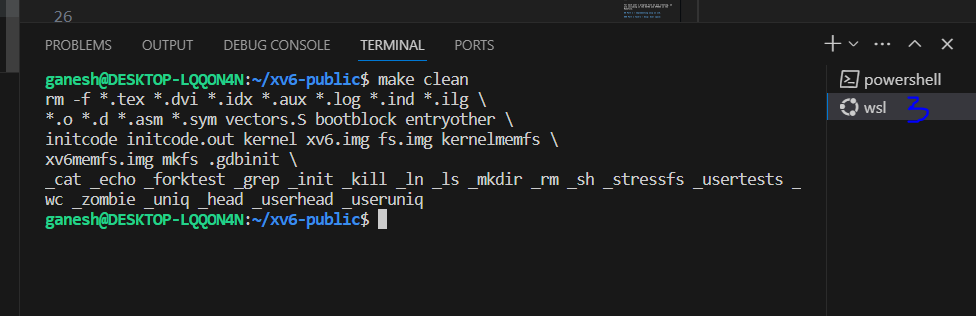 26
PROBLEMS OUTPUT DEBUG CONSOLE TERMINAL PORTS
ganesh@DESKTOP-LQQON4N:~/xv6-public$ make clean
rm -f *.tex *.dvi *.idx *.aux *.log *.ind *.ilg \
*.o *.d *.asm *.sym vectors.S bootblock entryother \
initcode initcode.out kernel xv6.img fs.img kernelmemfs \
xv6memfs.img mkfs .gdbinit \
_cat _echo _forktest _grep _init _kill _ln _ls _mkdir _rm _sh _stressfs _usertests _
wc _zombie _uniq _head _userhead _useruniq
ganesh@DESKTOP-LQQON4N:~/xv6-public$
powershell
wsl 3